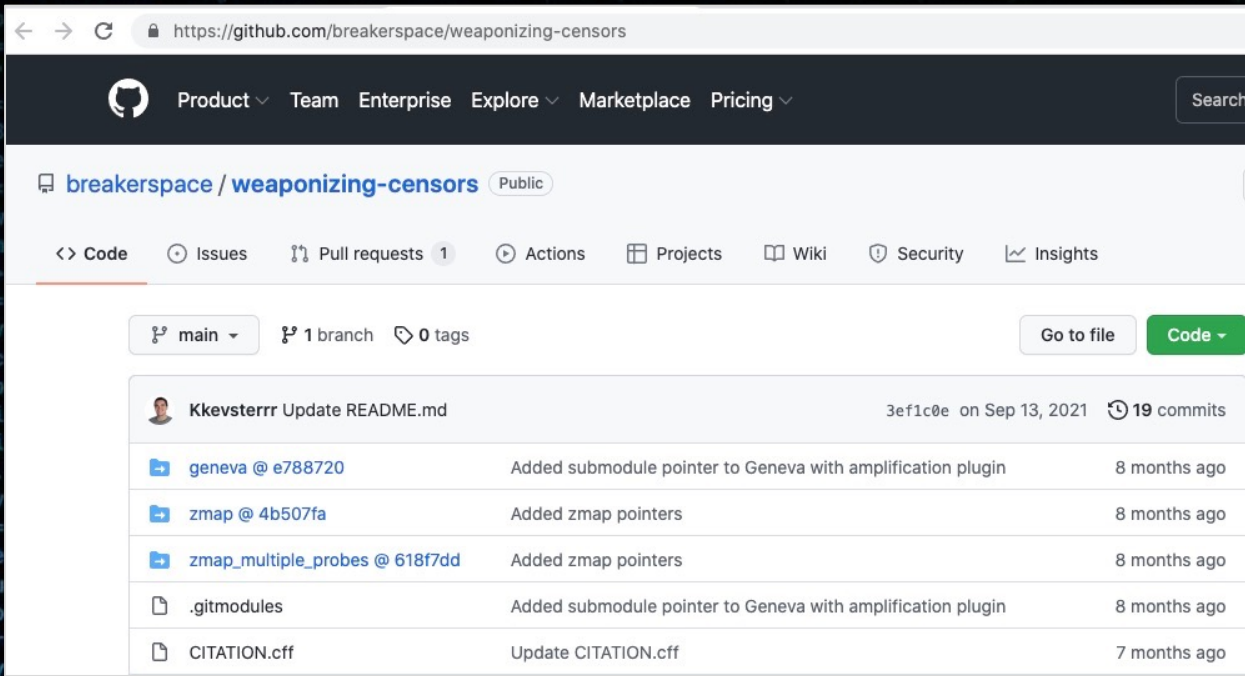 https://github.com/breakerspace/weaponizing-censors
Product Team Enterprise Explore Marketplace Pricing Search
breakerspace / weaponizing-censors Public
<> Code Issues Pull requests 1 Actions Projects Wiki Security Insights
main 1 branch 0 tags Go to file Code
Kkevsterrr Update README.md 3ef1c0e on Sep 13, 2021 19 commits
geneva @ e788720 Added submodule pointer to Geneva with amplification plugin 8 months ago
zmap @ 4b507fa Added zmap pointers 8 months ago
zmap_multiple_probes @ 618f7dd Added zmap pointers 8 months ago
.gitmodules Added submodule pointer to Geneva with amplification plugin 8 months ago
CITATION.cff Update CITATION.cff 7 months ago